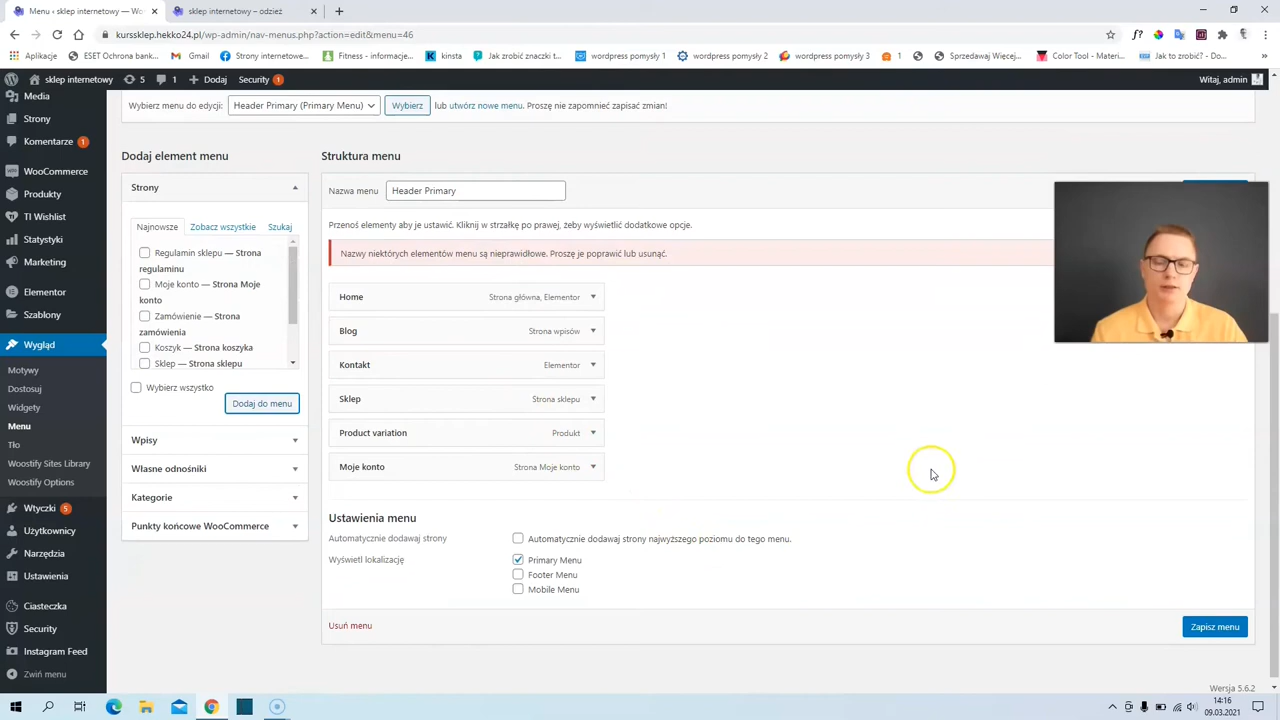 Menu ‹ sklep internetowy — Wo
sklep internetowy – odzież
kurssklep.hekko24.pl/wp-admin/nav-menus.php?action=edit&menu=46
Aplikacje
ESET Ochrona ban...
Fitness - informacje...
kinsta
Jak zrobić znaczki t...
wordpress pomysły 1
wordpress pomysły 2
wordpress pomysły 3
1
Sprzedawaj Więcej,...
Color Tool - Materi...
Jak to zrobić? - Do...
sklep internetowy
5
1
Dodaj
Security
1
Witaj, admin
Media
Strony
Komentarze 1
WooCommerce
Produkty
TI Wishlist
Statystyki
Marketing
Elementor
Szablony
Wygląd
Motywy
Dostosuj
Widgety
Menu
Tło
Woostify Sites Library
Woostify Options
Wtyczki 5
Użytkownicy
Narzędzia
Ustawienia
Ciasteczka
Security
Instagram Feed
Zwiń menu
Wybierz menu do edycji: Header Primary (Primary Menu) Wybierz lub utwórz nowe menu. Proszę nie zapomnieć zapisać zmian!
Dodaj element menu
Strony
Najnowsze Zobacz wszystkie Szukaj
Regulamin sklepu — Strona
regulaminu
Moje konto — Strona Moje
konto
Zamówienie — Strona
zamówienia
Koszyk — Strona koszyka
Sklep — Strona sklepu
Wybierz wszystko
Dodaj do menu
Wpisy
Własne odnośniki
Kategorie
Punkty końcowe WooCommerce
Struktura menu
Nazwa menu Header Primary
Przenoś elementy aby je ustawić. Kliknij w strzałkę po prawej, żeby wyświetlić dodatkowe opcje.
Nazwy niektórych elementów menu są nieprawidłowe. Proszę je poprawić lub usunąć.
Home Strona główna, Elementor
Blog Strona wpisów
Kontakt Elementor
Sklep Strona sklepu
Product variation Produkt
Moje konto Strona Moje konto
Ustawienia menu
Automatycznie dodawaj strony Automatycznie dodawaj strony najwyższego poziomu do tego menu.
Wyświetl lokalizację Primary Menu
Footer Menu
Mobile Menu
Usuń menu Zapisz menu
Wersja 5.6.2
14:16
09.03.2021